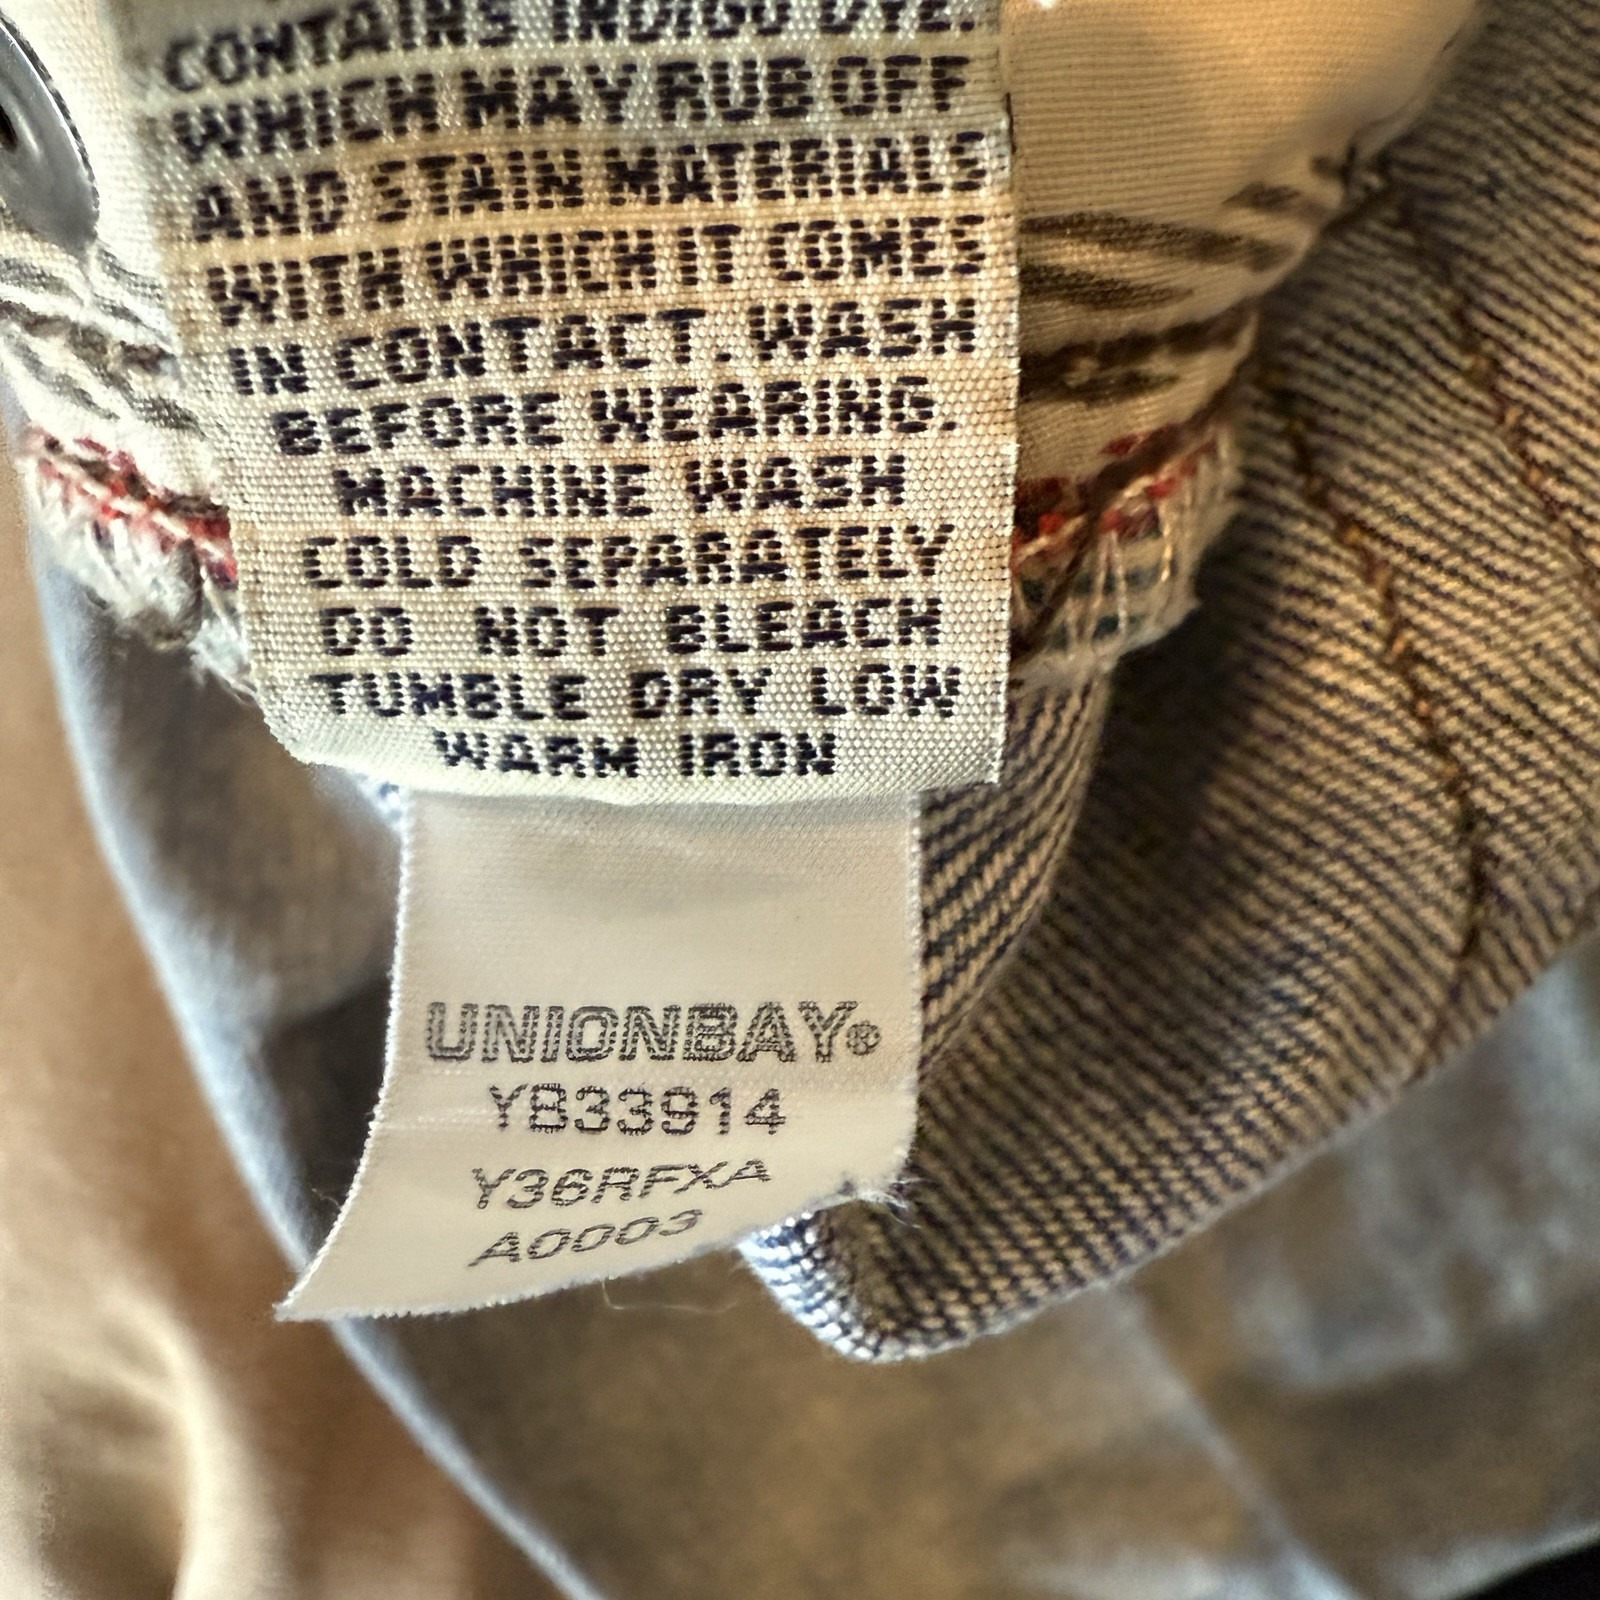 CONTAINS INDIGO DYE.
WHICH MAY RUB OFF
AND STAIN MATERIALS
WITH WHICH IT COMES
IN CONTACT. WASH
BEFORE WEARING.
MACHINE WASH
COLD SEPARATELY
DO NOT BLEACH
TUMBLE DRY LOW
WARM IRON
UNIONBAY®
YB33914
Y36RFXA
A0003